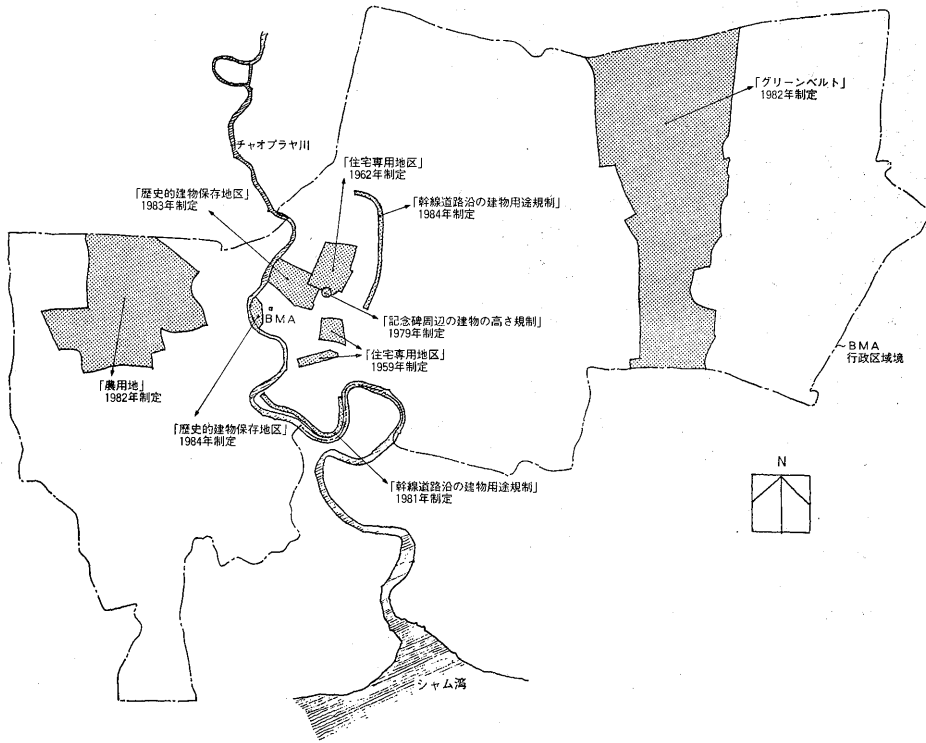 「グリーンベルト」
1982年制定
チャオプラヤ川
「住宅専用地区」
1962年制定
「歴史的建物保存地区」
1983年制定
「幹線道路沿の建物用途規制」
1984年制定
BMA
「記念碑周辺の建物の高さ規制」
1979年制定
「住宅専用地区」
1959年制定
BMA
行政区域境
「農用地」
1982年制定
「歴史的建物保存地区」
1984年制定
「幹線道路沿の建物用途規制」
1981年制定
N
シャム湾